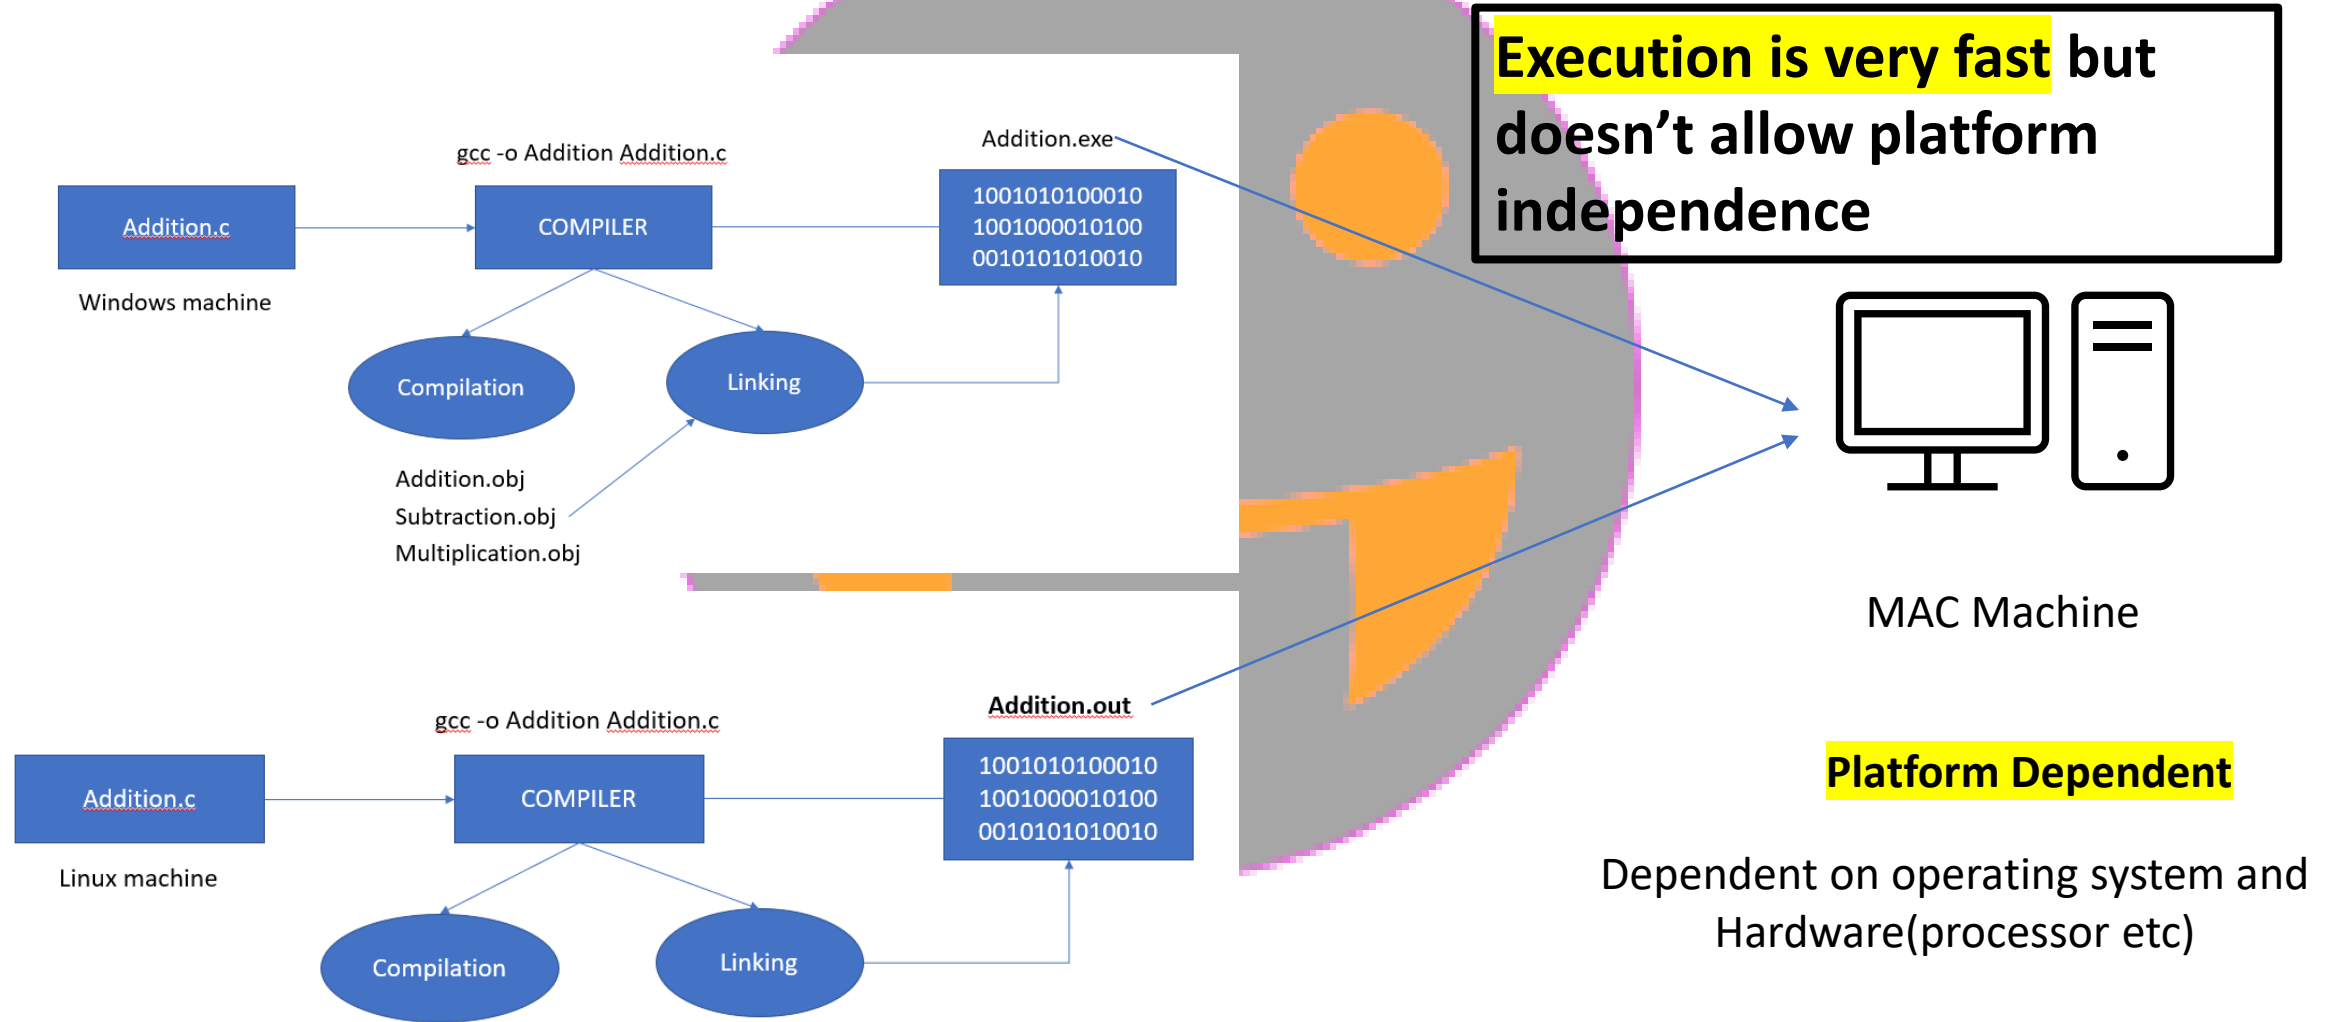 Execution is very fast but
doesn’t allow platform
independence
gcc -o Addition Addition.c
Addition.exe
Addition.c
COMPILER
1001010100010
1001000010100
0010101010010
Windows machine
Compilation
Linking
Addition.obj
Subtraction.obj
Multiplication.obj
MAC Machine
gcc -o Addition Addition.c
Addition.out
Addition.c
COMPILER
1001010100010
1001000010100
0010101010010
Linux machine
Compilation
Linking
Platform Dependent
Dependent on operating system and
Hardware(processor etc)